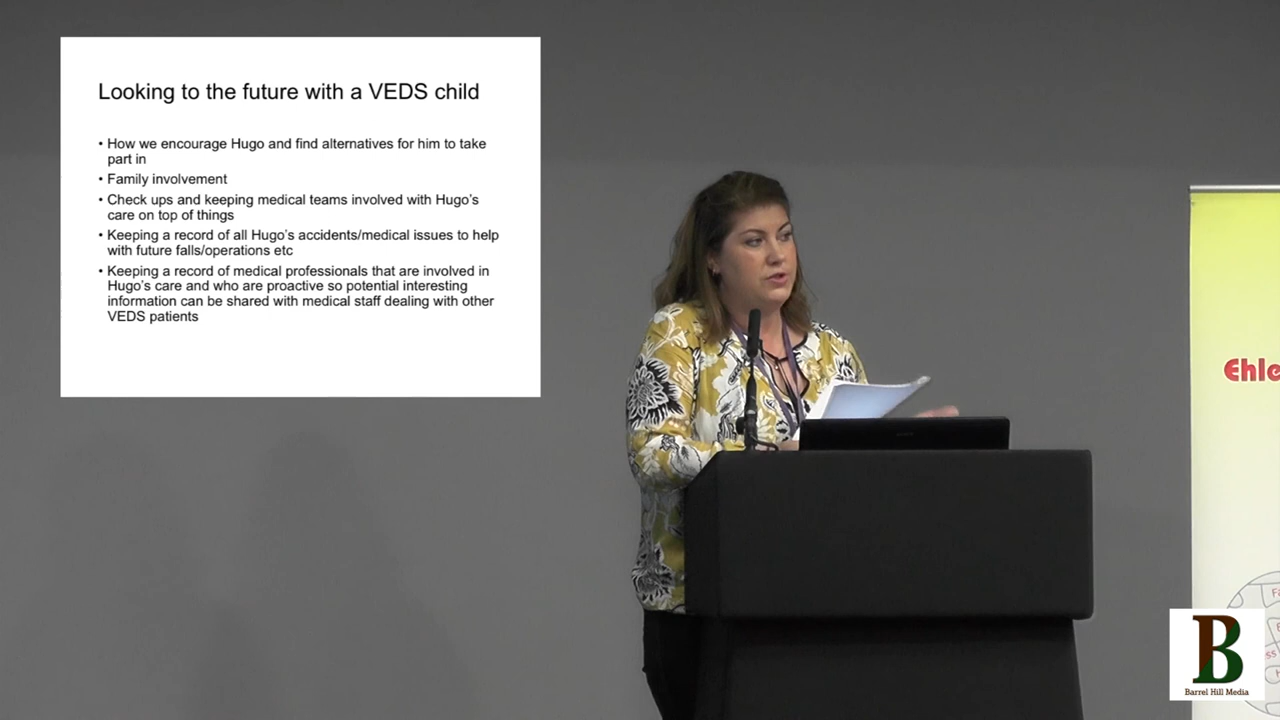 Looking to the future with a VEDS child
• How we encourage Hugo and find alternatives for him to take
part in
• Family involvement
• Check ups and keeping medical teams involved with Hugo's
care on top of things
• Keeping a record of all Hugo's accidents/medical issues to help
with future falls/operations etc
• Keeping a record of medical professionals that are involved in
Hugo's care and who are proactive so potential interesting
information can be shared with medical staff dealing with other
VEDS patients
Ehle
B
Barrel Hill Media